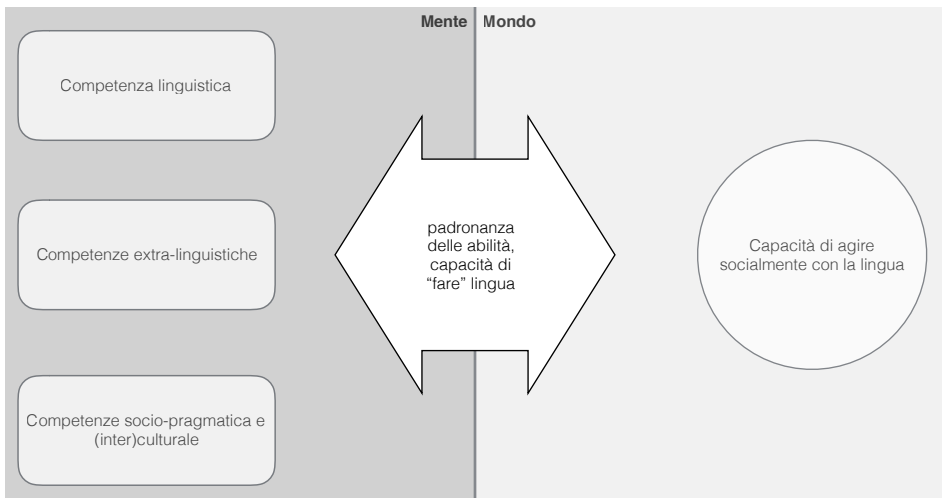 Mente Mondo
Competenza linguistica
Competenze extra-linguistiche
Competenze socio-pragmatica e
(inter)culturale
padronanza
delle abilità,
capacità di
“fare” lingua
Capacità di agire
socialmente con la lingua